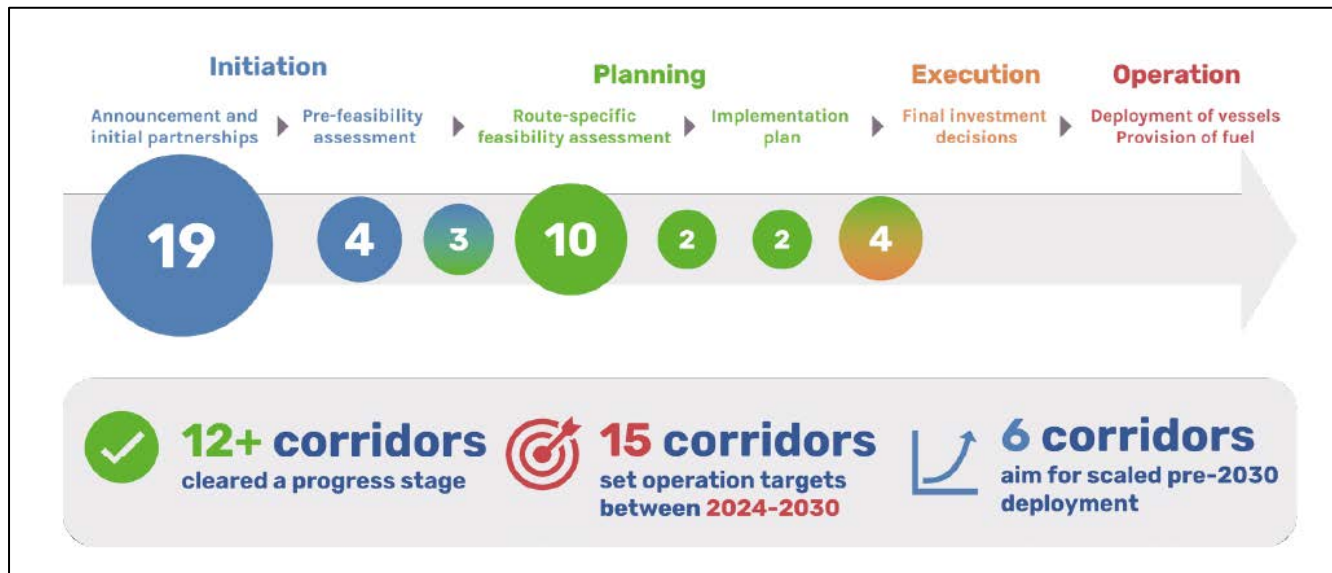 Initiation
Planning
Execution
Operation
Announcement and
initial partnerships
Pre-feasibility
assessment
Route-specific
feasibility assessment
Implementation
plan
Final investment
decisions
Deployment of vessels
Provision of fuel
19
4
3
10
2
2
4
12+ corridors
cleared a progress stage
15 corridors
set operation targets
between 2024-2030
6 corridors
aim for scaled pre-2030
deployment